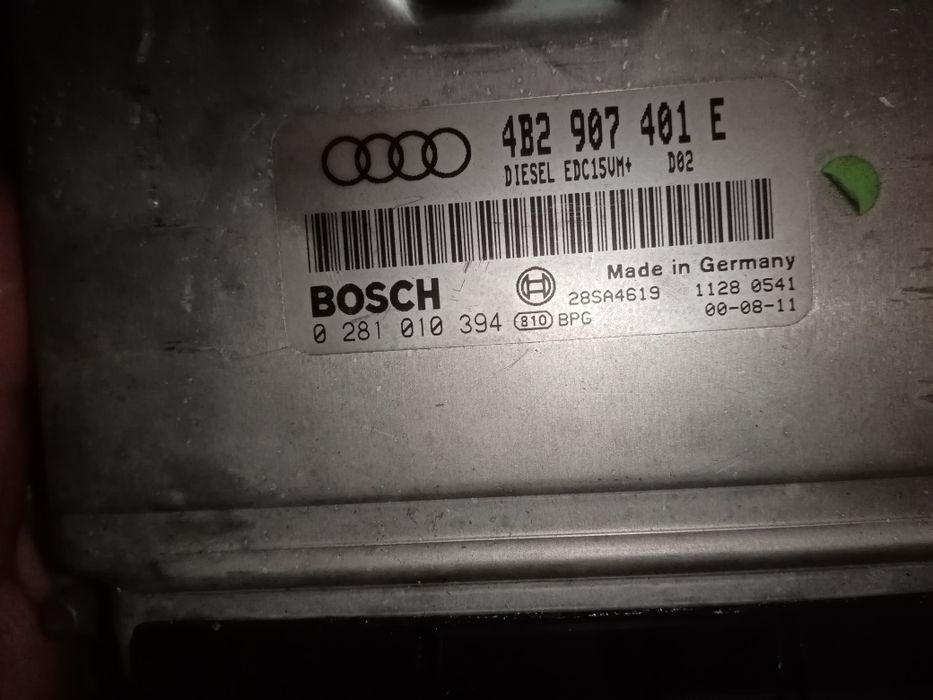 4B2 907 401 E
DIESEL EDC15VM+ D02
BOSCH
Made in Germany
28SA4619 1128 0541
0 281 010 394 810 BPG 00-08-11